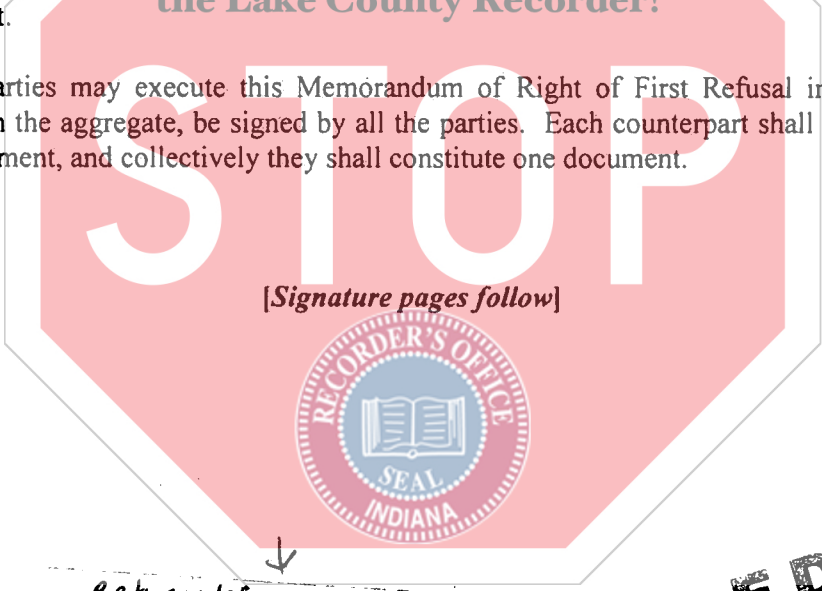 the Lake County Recorder!
t.
arties may execute this Memorandum of Right of First Refusal in
the aggregate, be signed by all the parties. Each counterpart shall
ment, and collectively they shall constitute one document.
STOP
[Signature pages follow]
RECORDER'S OFFICE
SEAL
INDIANA